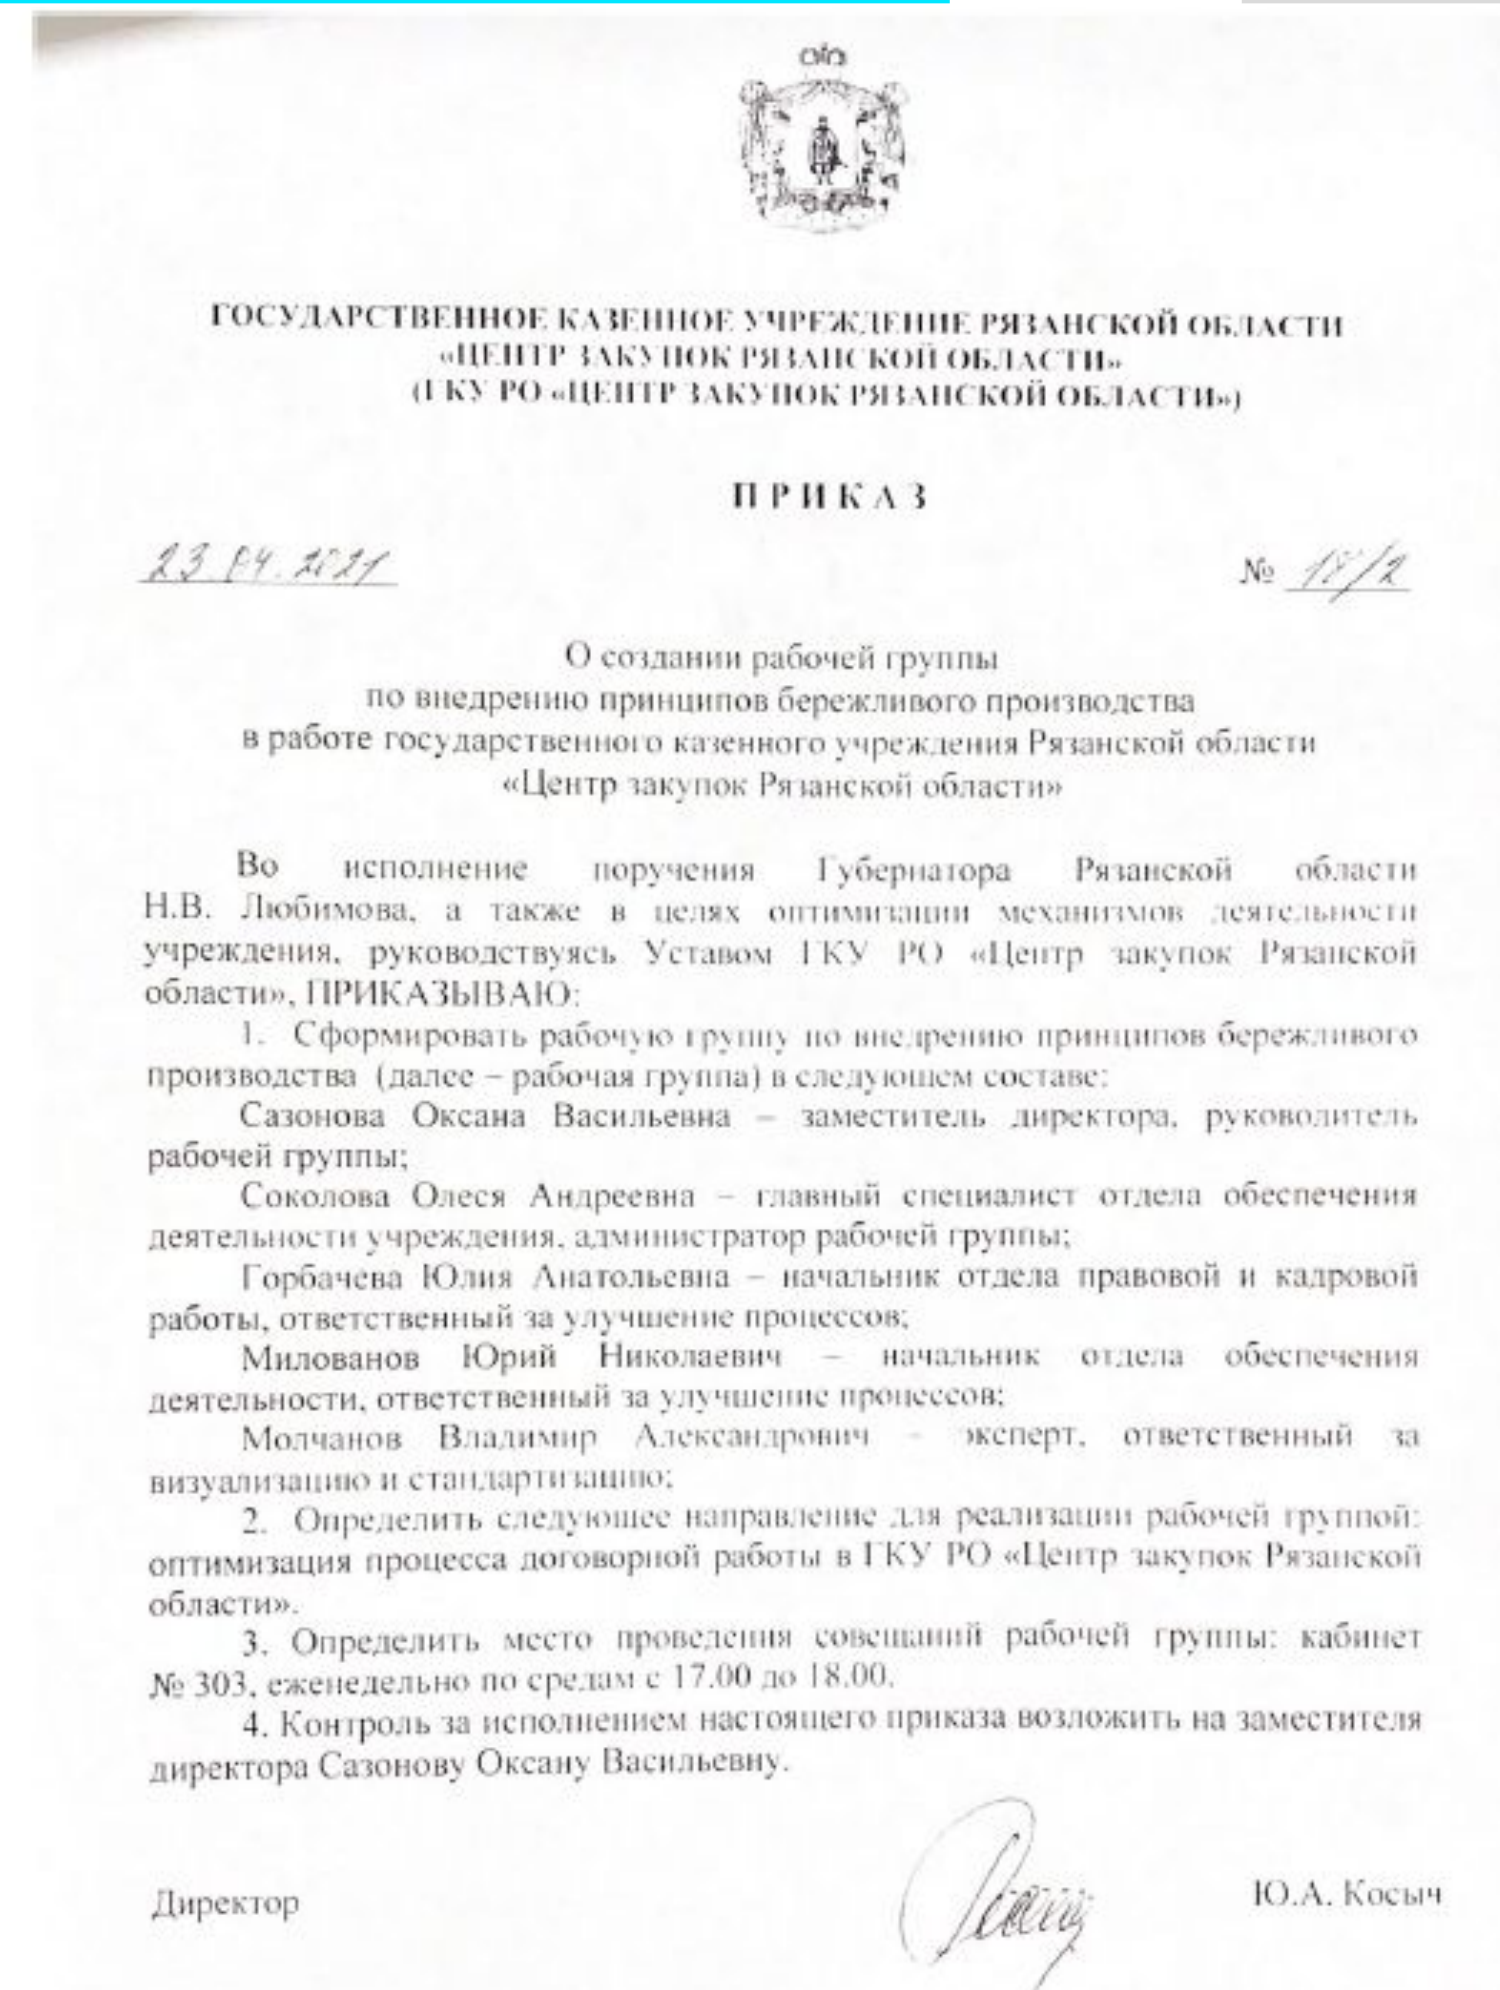 ГОСУДАРСТВЕННОЕ КАЗЕННОЕ УЧРЕЖДЕНИЕ РЯЗАНСКОЙ ОБЛАСТИ
«ЦЕНТР ЗАКУПОК РЯЗАНСКОЙ ОБЛАСТИ»
(ГКУ РО «ЦЕНТР ЗАКУПОК РЯЗАНСКОЙ ОБЛАСТИ»)
П Р И К А З
23.04.2021
№ 18/2
О создании рабочей группы
по внедрению принципов бережливого производства
в работе государственного казенного учреждения Рязанской области
«Центр закупок Рязанской области»
Во исполнение поручения Губернатора Рязанской области
Н.В. Любимова, а также в целях оптимизации механизмов деятельности
учреждения, руководствуясь Уставом ГКУ РО «Центр закупок Рязанской
области», ПРИКАЗЫВАЮ:
1. Сформировать рабочую группу по внедрению принципов бережливого
производства (далее – рабочая группа) в следующем составе:
Сазонова Оксана Васильевна – заместитель директора, руководитель
рабочей группы;
Соколова Олеся Андреевна – главный специалист отдела обеспечения
деятельности учреждения, администратор рабочей группы;
Горбачева Юлия Анатольевна – начальник отдела правовой и кадровой
работы, ответственный за улучшение процессов;
Милованов Юрий Николаевич – начальник отдела обеспечения
деятельности, ответственный за улучшение процессов;
Молчанов Владимир Александрович – эксперт, ответственный за
визуализацию и стандартизацию;
2. Определить следующее направление для реализации рабочей группой:
оптимизация процесса договорной работы в ГКУ РО «Центр закупок Рязанской
области».
3. Определить место проведения совещаний рабочей группы: кабинет
№ 303, еженедельно по средам с 17.00 до 18.00.
4. Контроль за исполнением настоящего приказа возложить на заместителя
директора Сазонову Оксану Васильевну.
Директор
Ю.А. Косыч